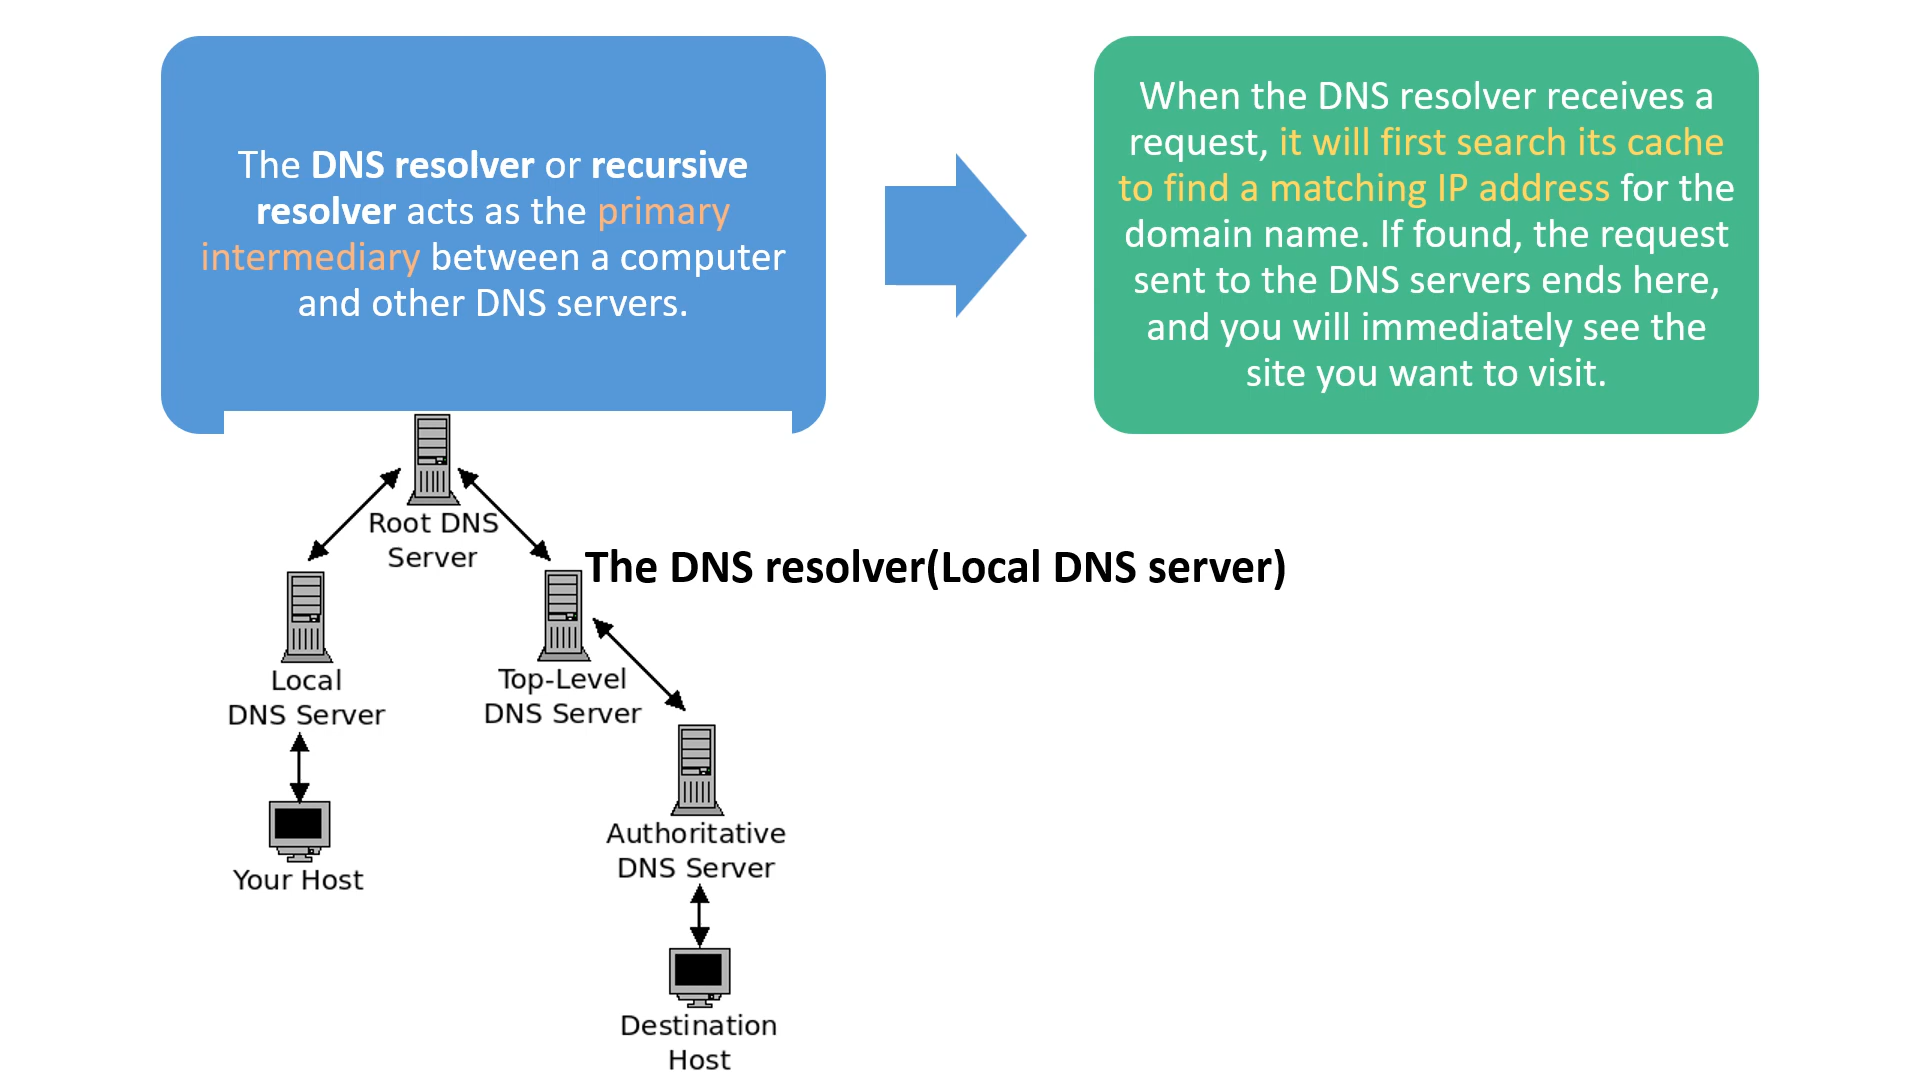 The DNS resolver or recursive
resolver acts as the primary
intermediary between a computer
and other DNS servers.
When the DNS resolver receives a
request, it will first search its cache
to find a matching IP address for the
domain name. If found, the request
sent to the DNS servers ends here,
and you will immediately see the
site you want to visit.
Root DNS
Server
The DNS resolver(Local DNS server)
Local
DNS Server
Top-Level
DNS Server
Your Host
Authoritative
DNS Server
Destination
Host